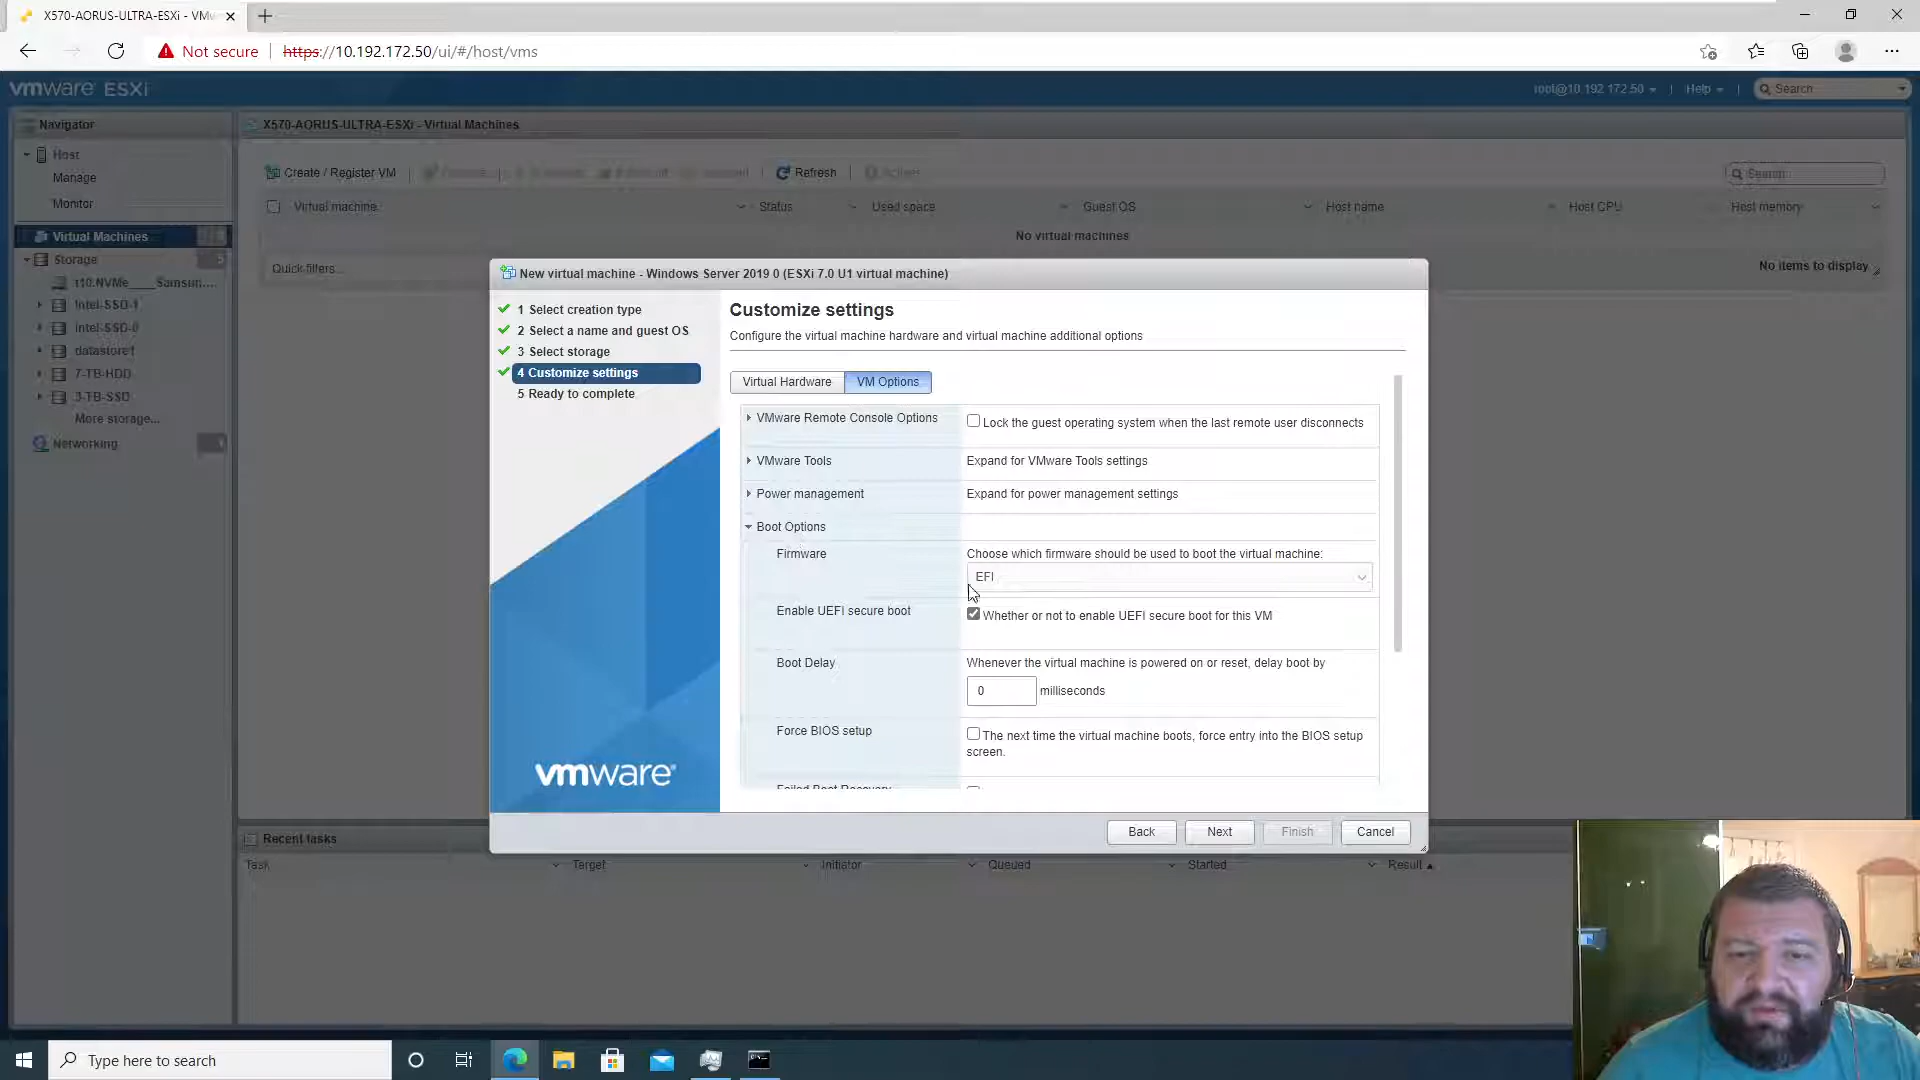 X570-AORUS-ULTRA-ESXi - VM
Not secure
https://10.192.172.50/ui/#/host/vms
vmware ESXi
root@10.192.172.50
Help
Search
Navigator
Host
Manage
Monitor
Virtual Machines
Storage
5
t10.NVMe____Samsun....
Intel-SSD-1
Intel-SSD-0
datastore1
7-TB-HDD
3-TB-SSD
More storage...
Networking
X570-AORUS-ULTRA-ESXi - Virtual Machines
Create / Register VM
Refresh
Actions
Search
Virtual machine
Status
Used space
Guest OS
Host name
Host CPU
Host memory
No virtual machines
Quick filters...
No items to display
New virtual machine - Windows Server 2019 0 (ESXi 7.0 U1 virtual machine)
1 Select creation type
2 Select a name and guest OS
3 Select storage
4 Customize settings
5 Ready to complete
vmware
Customize settings
Configure the virtual machine hardware and virtual machine additional options
Virtual Hardware
VM Options
VMware Remote Console Options
Lock the guest operating system when the last remote user disconnects
VMware Tools
Expand for VMware Tools settings
Power management
Expand for power management settings
Boot Options
Firmware
Choose which firmware should be used to boot the virtual machine:
EFI
Enable UEFI secure boot
Whether or not to enable UEFI secure boot for this VM
Boot Delay
Whenever the virtual machine is powered on or reset, delay boot by
0 milliseconds
Force BIOS setup
The next time the virtual machine boots, force entry into the BIOS setup
screen.
Failed Boot Recovery
Back
Next
Finish
Cancel
Recent tasks
Task
Target
Initiator
Queued
Started
Result
Type here to search